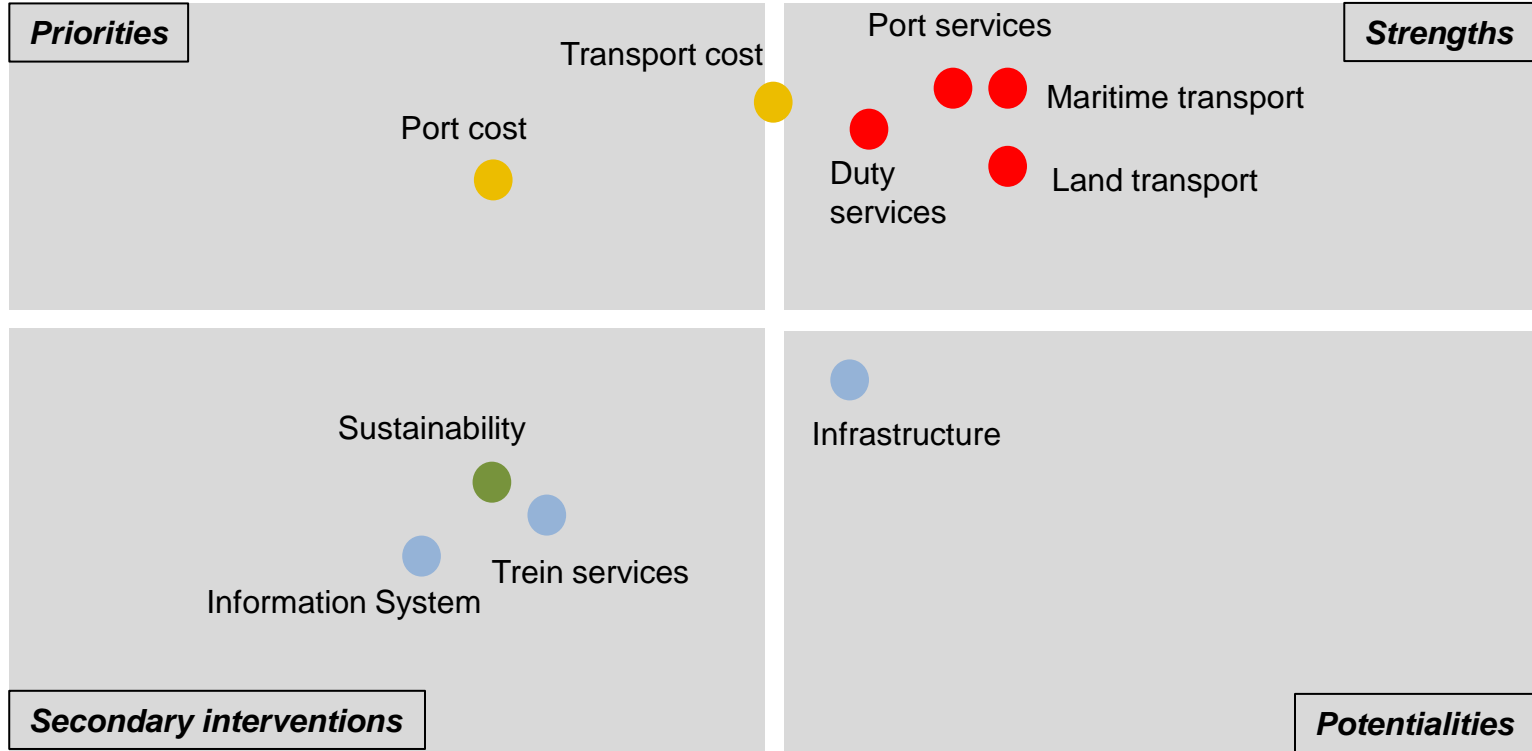 Priorities
Port services
Strengths
Transport cost
Maritime transport
Port cost
Duty
services
Land transport
Sustainability
Infrastructure
Trein services
Information System
Secondary interventions
Potentialities